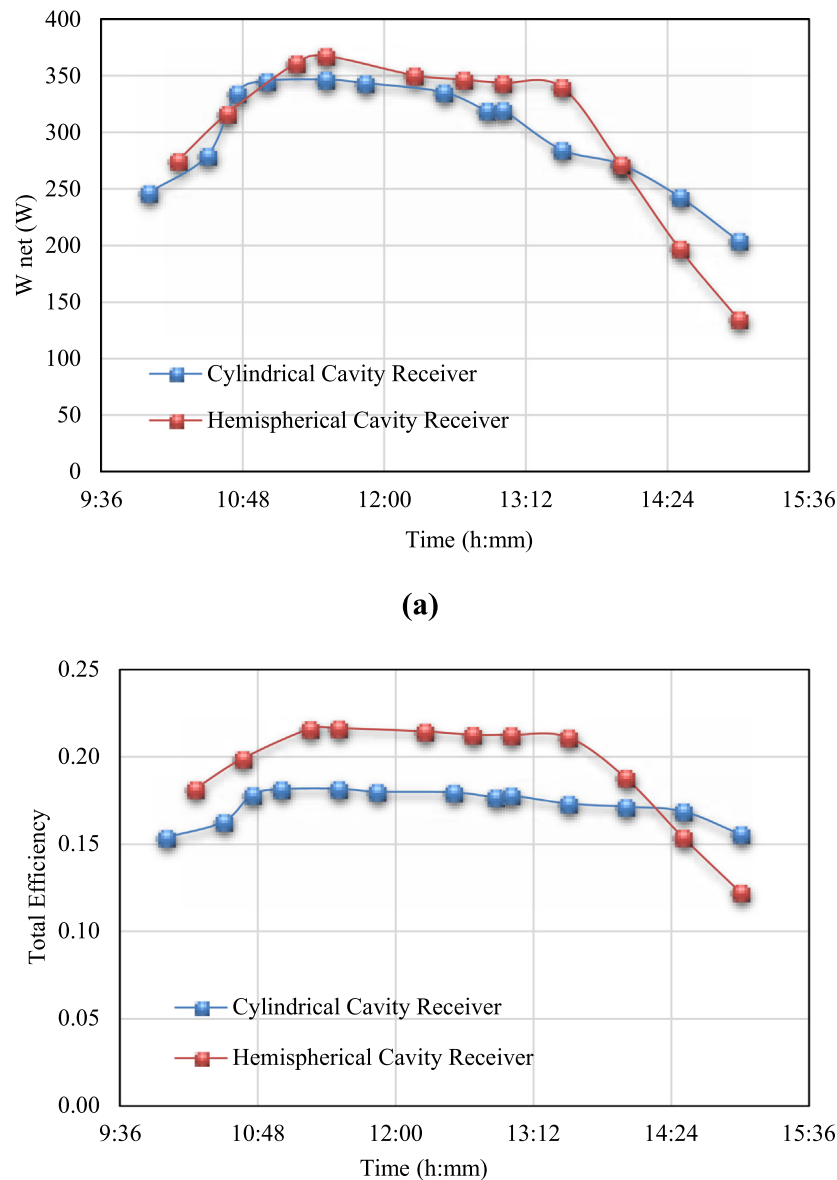 400
350
300
250
200
150
100
50
0
W net (W)
Cylindrical Cavity Receiver
Hemispherical Cavity Receiver
9:36 10:48 12:00 13:12 14:24 15:36
Time (h:mm)
(a)
0.25
0.20
0.15
0.10
0.05
0.00
Total Efficiency
Cylindrical Cavity Receiver
Hemispherical Cavity Receiver
9:36 10:48 12:00 13:12 14:24 15:36
Time (h:mm)